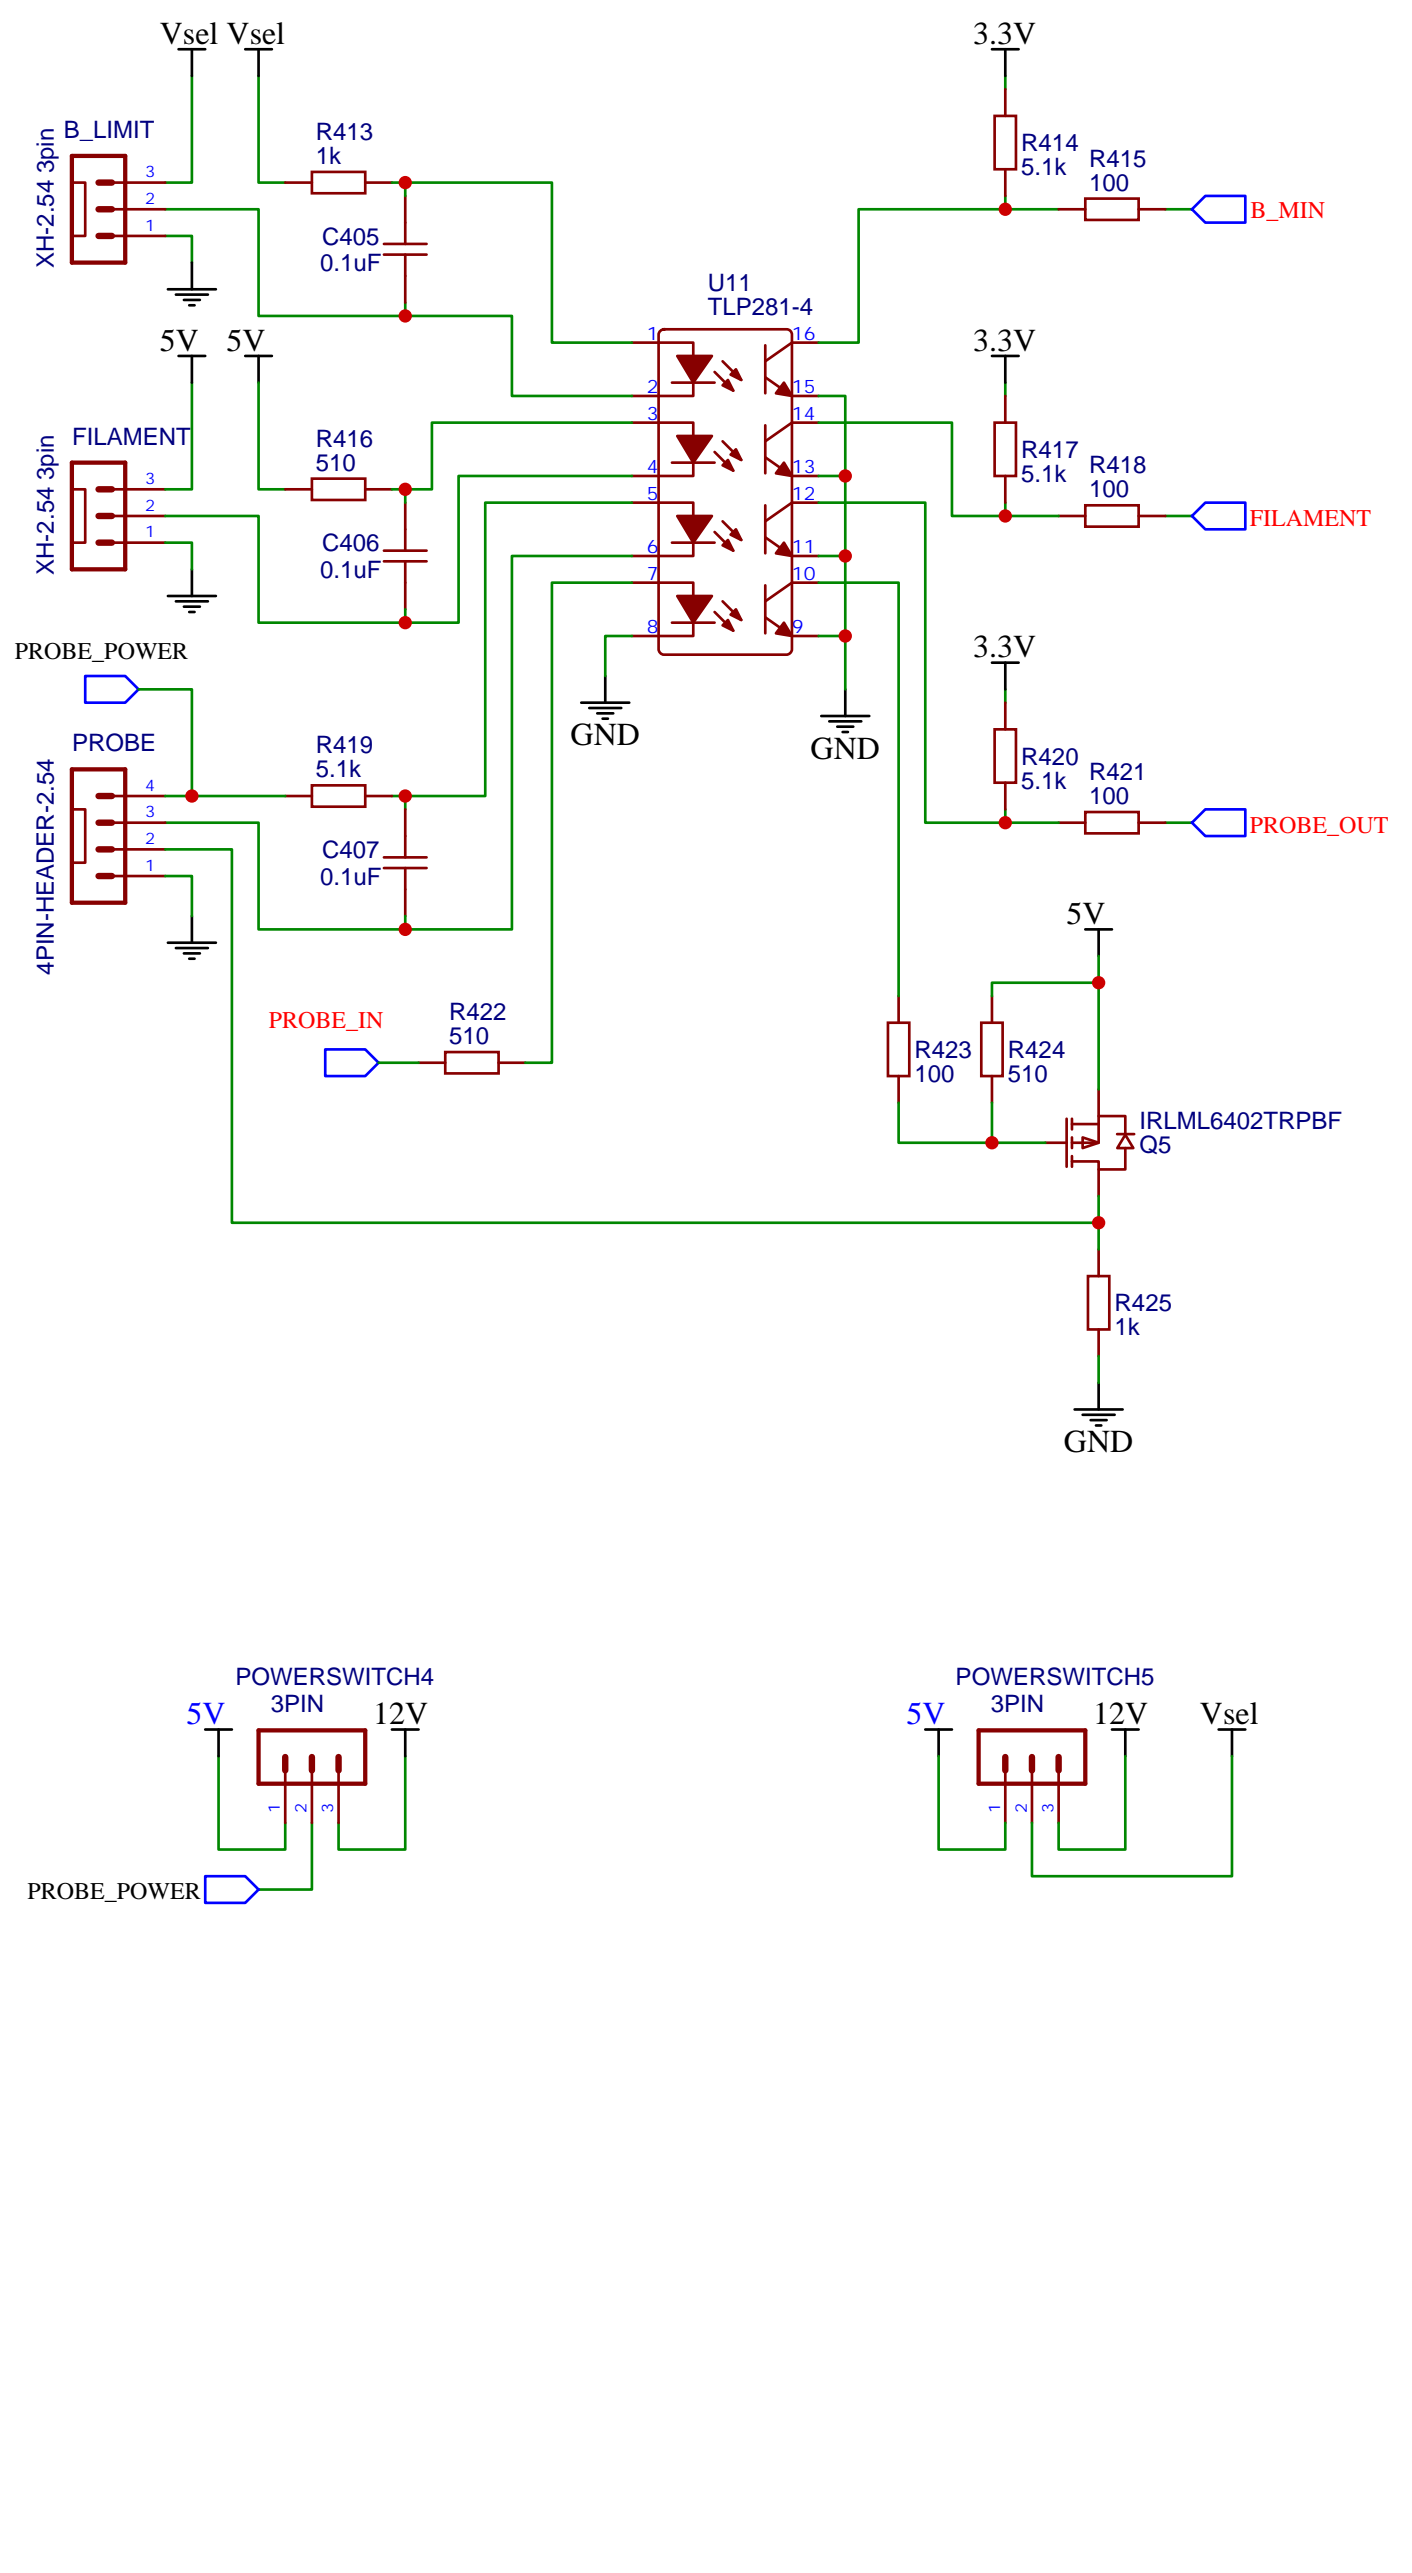 Vsel Vsel
B_LIMIT
XH-2.54 3pin
3
2
1
R413
1k
C405
0.1uF
3.3V
R414
5.1k
R415
100
B_MIN
U11
TLP281-4
1
2
3
4
5
6
7
8
16
15
14
13
12
11
10
9
GND
GND
5V 5V
FILAMENT
XH-2.54 3pin
3
2
1
R416
510
C406
0.1uF
3.3V
R417
5.1k
R418
100
FILAMENT
PROBE_POWER
PROBE
4PIN-HEADER-2.54
4
3
2
1
R419
5.1k
C407
0.1uF
3.3V
R420
5.1k
R421
100
PROBE_OUT
PROBE_IN
R422
510
5V
R423
100
R424
510
IRLML6402TRPBF
Q5
R425
1k
GND
POWERSWITCH4
3PIN
5V
12V
1
2
3
PROBE_POWER
POWERSWITCH5
3PIN
5V
12V
Vsel
1
2
3